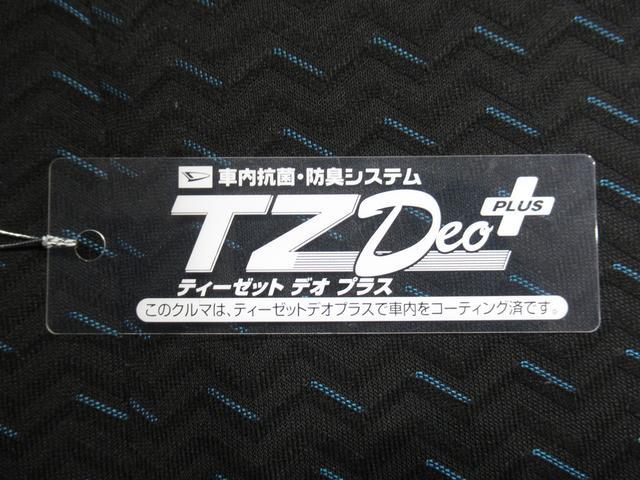 車内抗菌・防臭システム
TZ Deo PLUS
ティーゼット デオ プラス
このクルマは、ティーゼットデオプラスで車内をコーティング済です。